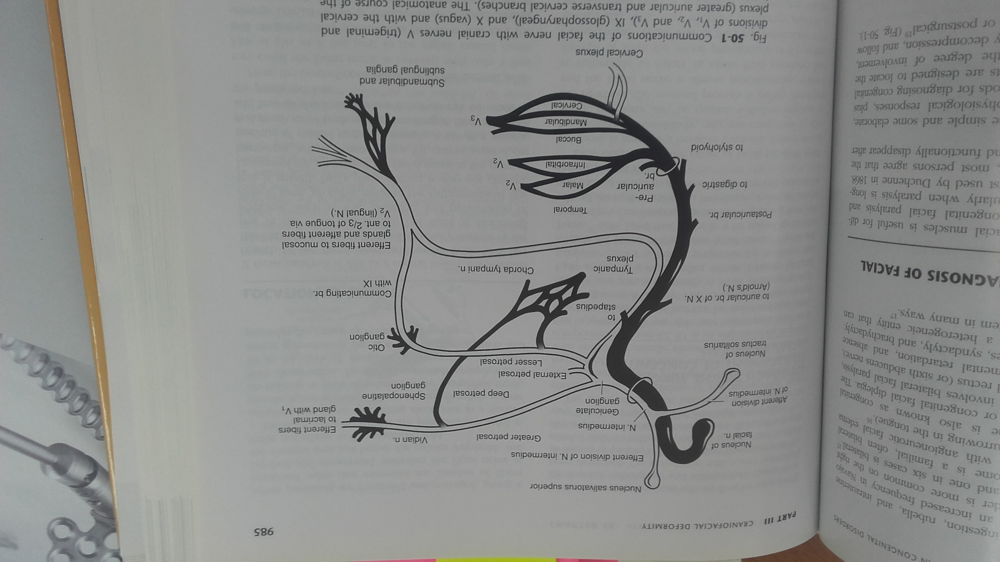 IN CONGENITAL DISORDERS
ingestion, rubella, and intrauterine
an increased frequency in Navajo
der is more common on the right
and one in six cases is bilateral.15
ome is a familial, often bilateral
with angioneurotic facial edema
urrowing in the tongue).16
e is also known as congenital
or congenital facial diplegia. The
involves bilateral facial paralysis,
l rectus (or sixth abducens nerve),
mental retardation, and absence
es, syndactyly, and brachydactyly.
a heterogeneic entity that can
tem in many ways.17
AGNOSIS OF FACIAL
acial muscles is useful for dif-
ongenital facial paralysis and
ularly when paralysis is long-
st used by Duchenne in 1868.
, most persons agree that the
nd functionally disappear after
e simple and some elaborate,
physiological responses, plus
ods for diagnosing congenital
ts are designed to locate the
the degree of involvement,
y decompression, and follow
or postsurgical19 (Fig. 50-1).
PART III CRANIOFACIAL DEFORMITY
985
Nucleus salivatorus superior
Efferent division of N. intermedius
Nucleus of
facial n.
N. intermedius
Greater petrosal
Vidian n.
Efferent fibers
to lacrimal
gland with V1
Afferent division
of N. intermedius
Geniculate
ganglion
Deep petrosal
Sphenopalatine
ganglion
External petrosal
Lesser petrosal
Nucleus of
tractus solitarius
Otic
ganglion
to
stapedius
to auricular br. of X N.
(Arnold's N.)
Tympanic
plexus
Chorda tympani n.
Communicating br.
with IX
Efferent fibers to mucosal
glands and afferent fibers
to ant. 2/3 of tongue via
V2 (lingual N.)
Postauricular br.
Temporal
Pre-
auricular
br.
Malar
V2
to digastric
Infraorbital
V2
to stylohyoid
Buccal
Mandibular
V3
Cervical
Submandibular and
sublingual ganglia
Cervical plexus
Fig. 50-1 Communications of the facial nerve with cranial nerves V (trigeminal and
divisions of V1, V2, and V3), IX (glossopharyngeal), and X (vagus) and with the cervical
plexus (greater auricular and transverse cervical branches). The anatomical course of the